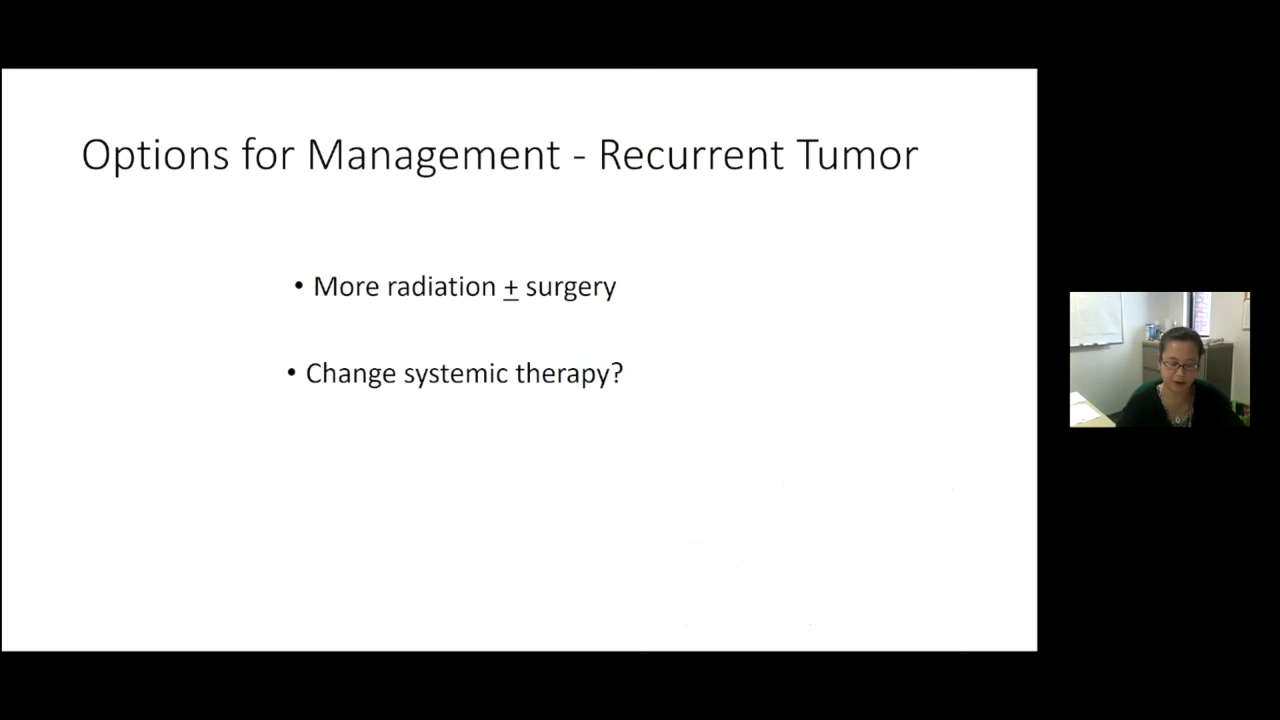 Options for Management - Recurrent Tumor
• More radiation ± surgery
• Change systemic therapy?